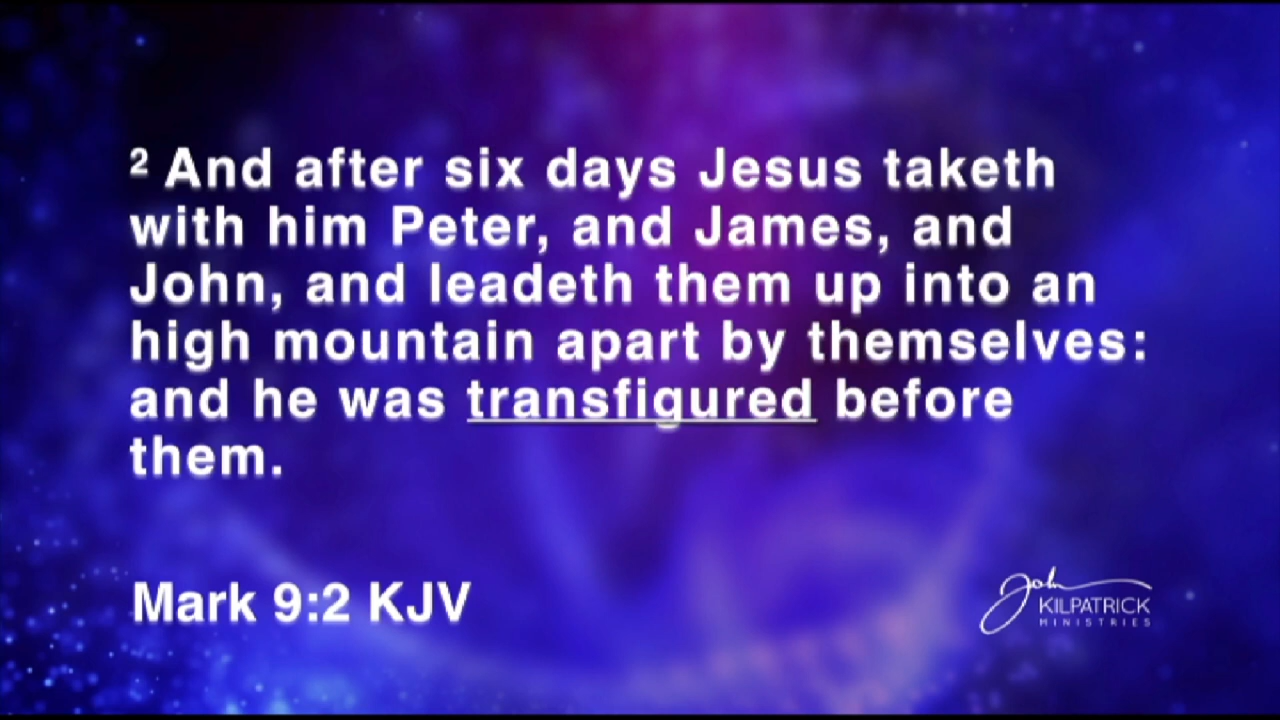 ² And after six days Jesus taketh
with him Peter, and James, and
John, and leadeth them up into an
high mountain apart by themselves:
and he was transfigured before
them.
Mark 9:2 KJV
John
KILPATRICK
MINISTRIES